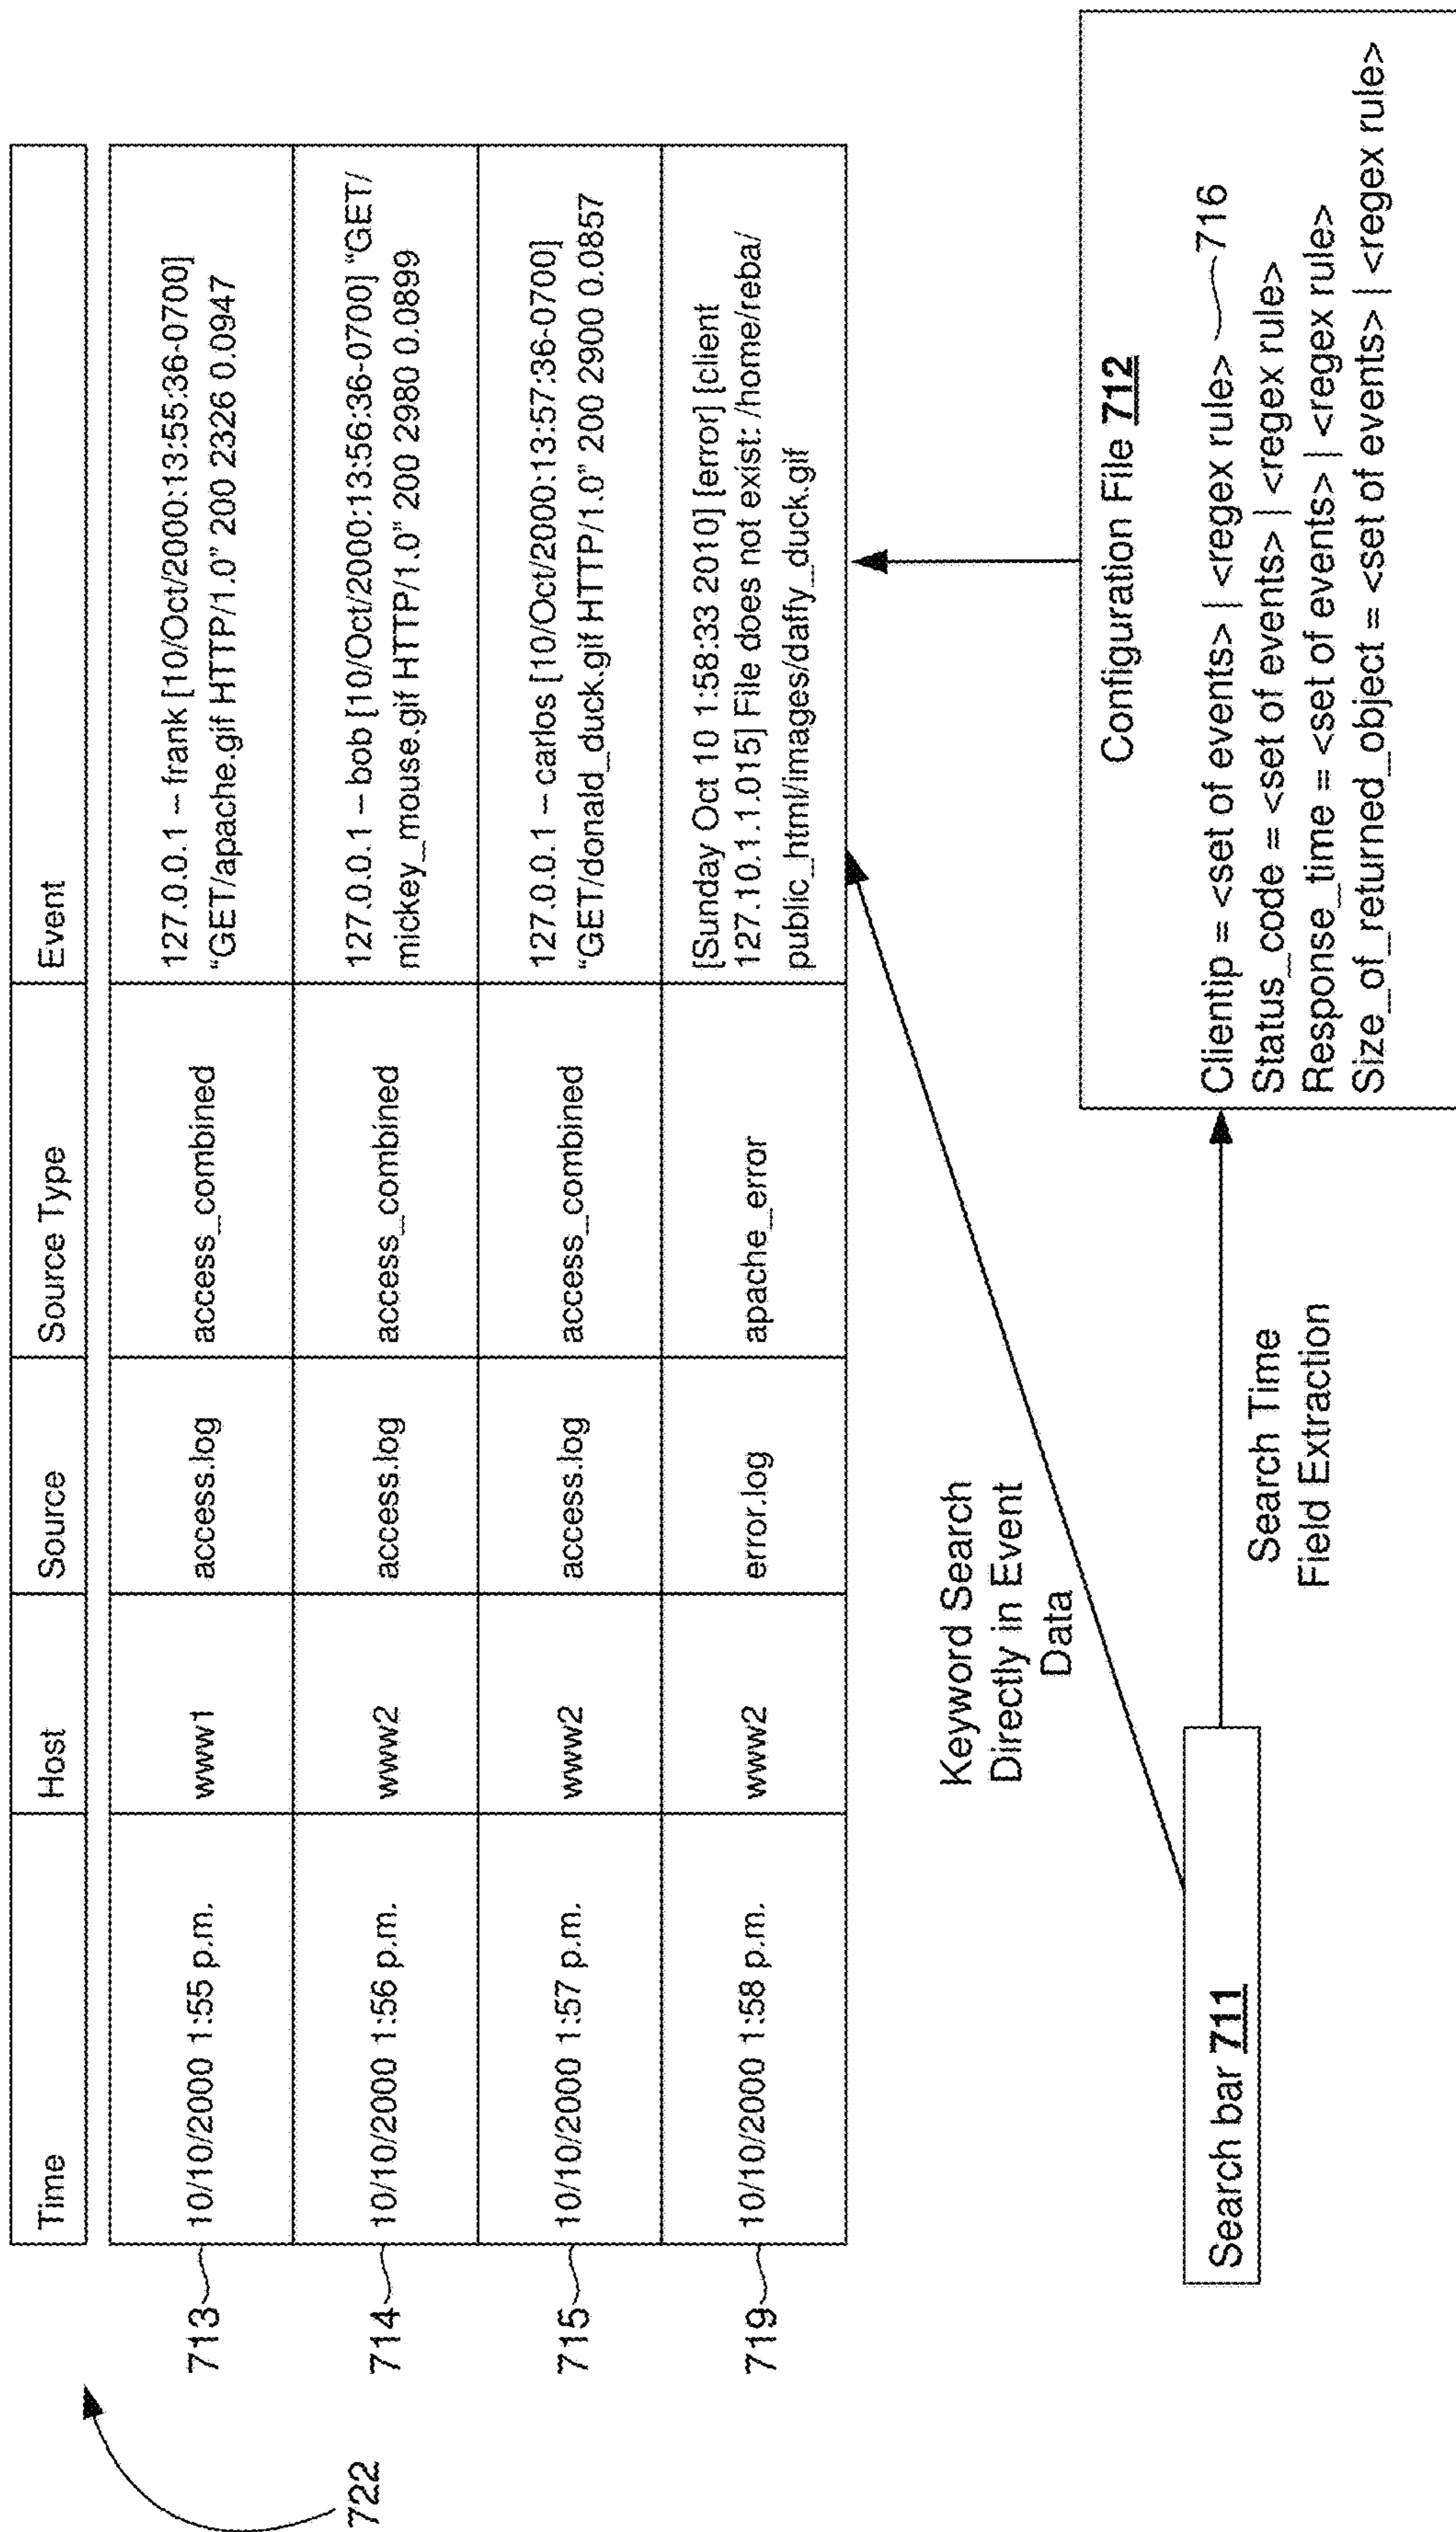 722
Time Host Source Source Type Event
713 10/10/2000 1:55 p.m. www1 access.log access_combined 127.0.0.1 – frank [10/Oct/2000:13:55:36-0700]
“GET/apache.gif HTTP/1.0” 200 2326 0.0947
714 10/10/2000 1:56 p.m. www2 access.log access_combined 127.0.0.1 – bob [10/Oct/2000:13:56:36-0700] “GET/
mickey_mouse.gif HTTP/1.0” 200 2980 0.0899
715 10/10/2000 1:57 p.m. www2 access.log access_combined 127.0.0.1 – carlos [10/Oct/2000:13:57:36-0700]
“GET/donald_duck.gif HTTP/1.0” 200 2900 0.0857
719 10/10/2000 1:58 p.m. www2 error.log apache_error [Sunday Oct 10 1:58:33 2010] [error] [client
127.10.1.1.015] File does not exist: /home/reba/
public_html/images/daffy_duck.gif
Keyword Search
Directly in Event
Data
Search bar 711
Search Time
Field Extraction
Configuration File 712
Clientip = <set of events> | <regex rule> 716
Status_code = <set of events> | <regex rule>
Response_time = <set of events> | <regex rule>
Size_of_returned_object = <set of events> | <regex rule>